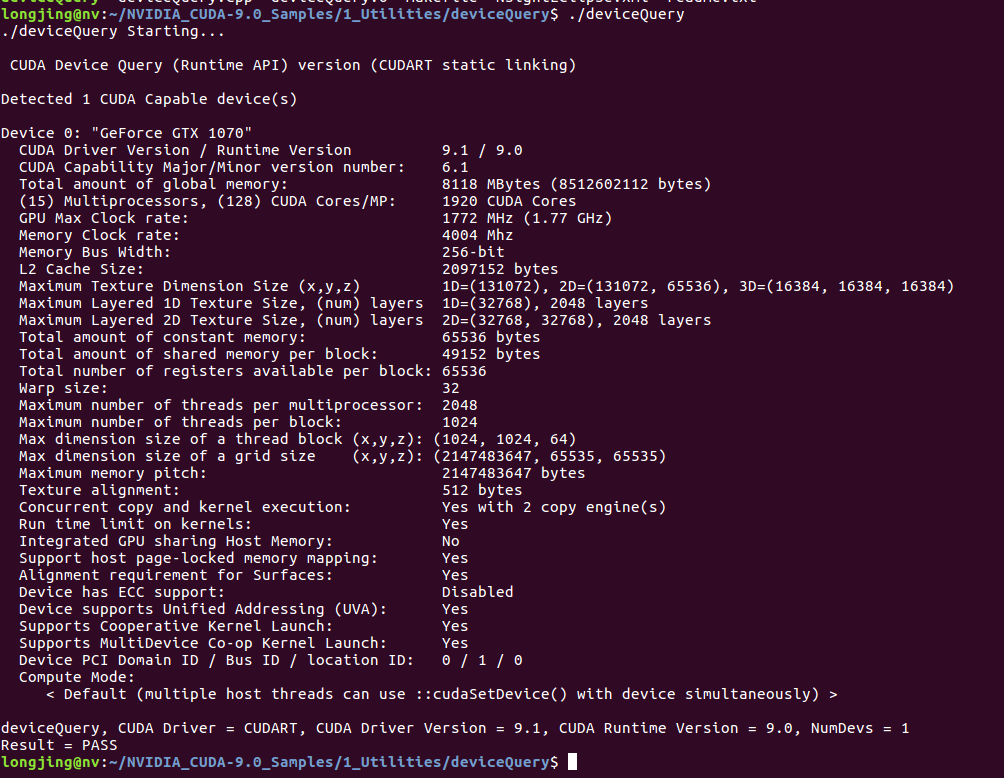 longjing@nv:~/NVIDIA_CUDA-9.0_Samples/1_Utilities/deviceQuery$ ./deviceQuery
./deviceQuery Starting...
CUDA Device Query (Runtime API) version (CUDART static linking)
Detected 1 CUDA Capable device(s)
Device 0: "GeForce GTX 1070"
CUDA Driver Version / Runtime Version 9.1 / 9.0
CUDA Capability Major/Minor version number: 6.1
Total amount of global memory: 8118 MBytes (8512602112 bytes)
(15) Multiprocessors, (128) CUDA Cores/MP: 1920 CUDA Cores
GPU Max Clock rate: 1772 MHz (1.77 GHz)
Memory Clock rate: 4004 Mhz
Memory Bus Width: 256-bit
L2 Cache Size: 2097152 bytes
Maximum Texture Dimension Size (x,y,z) 1D=(131072), 2D=(131072, 65536), 3D=(16384, 16384, 16384)
Maximum Layered 1D Texture Size, (num) layers 1D=(32768), 2048 layers
Maximum Layered 2D Texture Size, (num) layers 2D=(32768, 32768), 2048 layers
Total amount of constant memory: 65536 bytes
Total amount of shared memory per block: 49152 bytes
Total number of registers available per block: 65536
Warp size: 32
Maximum number of threads per multiprocessor: 2048
Maximum number of threads per block: 1024
Max dimension size of a thread block (x,y,z): (1024, 1024, 64)
Max dimension size of a grid size (x,y,z): (2147483647, 65535, 65535)
Maximum memory pitch: 2147483647 bytes
Texture alignment: 512 bytes
Concurrent copy and kernel execution: Yes with 2 copy engine(s)
Run time limit on kernels: Yes
Integrated GPU sharing Host Memory: No
Support host page-locked memory mapping: Yes
Alignment requirement for Surfaces: Yes
Device has ECC support: Disabled
Device supports Unified Addressing (UVA): Yes
Supports Cooperative Kernel Launch: Yes
Supports MultiDevice Co-op Kernel Launch: Yes
Device PCI Domain ID / Bus ID / location ID: 0 / 1 / 0
Compute Mode:
< Default (multiple host threads can use ::cudaSetDevice() with device simultaneously) >
deviceQuery, CUDA Driver = CUDART, CUDA Driver Version = 9.1, CUDA Runtime Version = 9.0, NumDevs = 1
Result = PASS
longjing@nv:~/NVIDIA_CUDA-9.0_Samples/1_Utilities/deviceQuery$